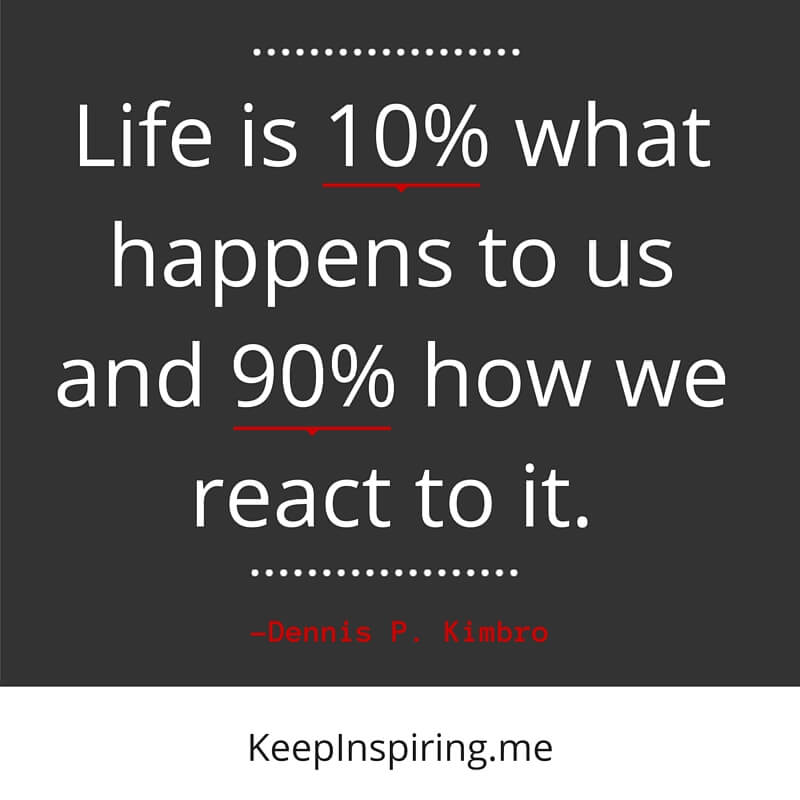 Life is 10% what
happens to us
and 90% how we
react to it.
–Dennis P. Kimbro
KeepInspiring.me